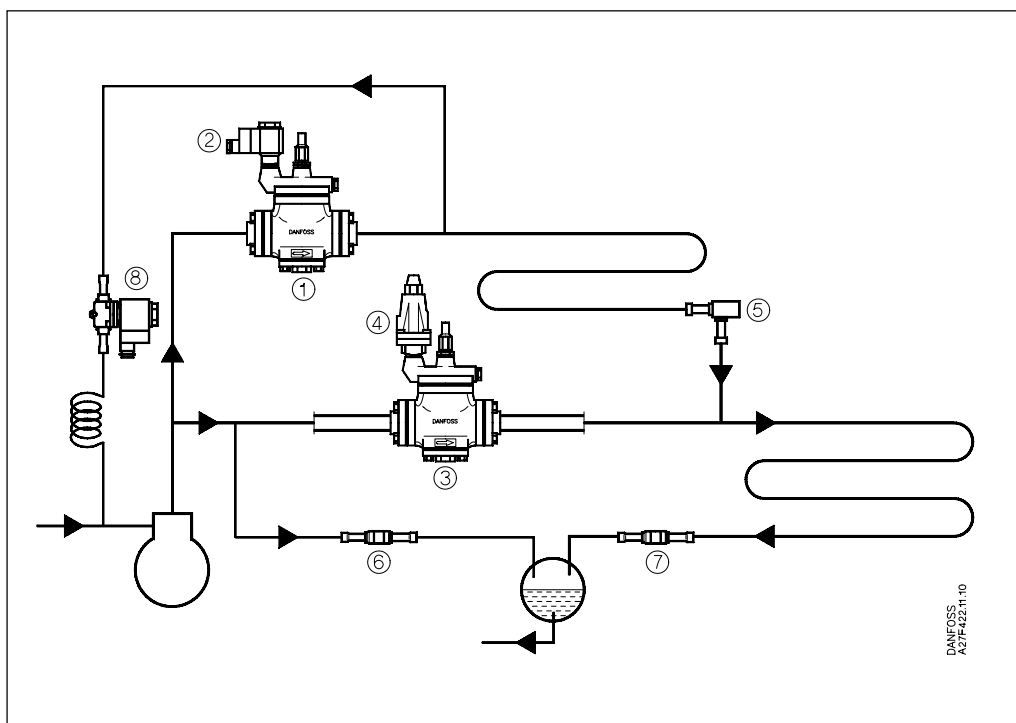 ②
DANFOSS
①
⑧
④
⑤
DANFOSS
③
⑥
⑦
DANFOSS
A27F422.11.10